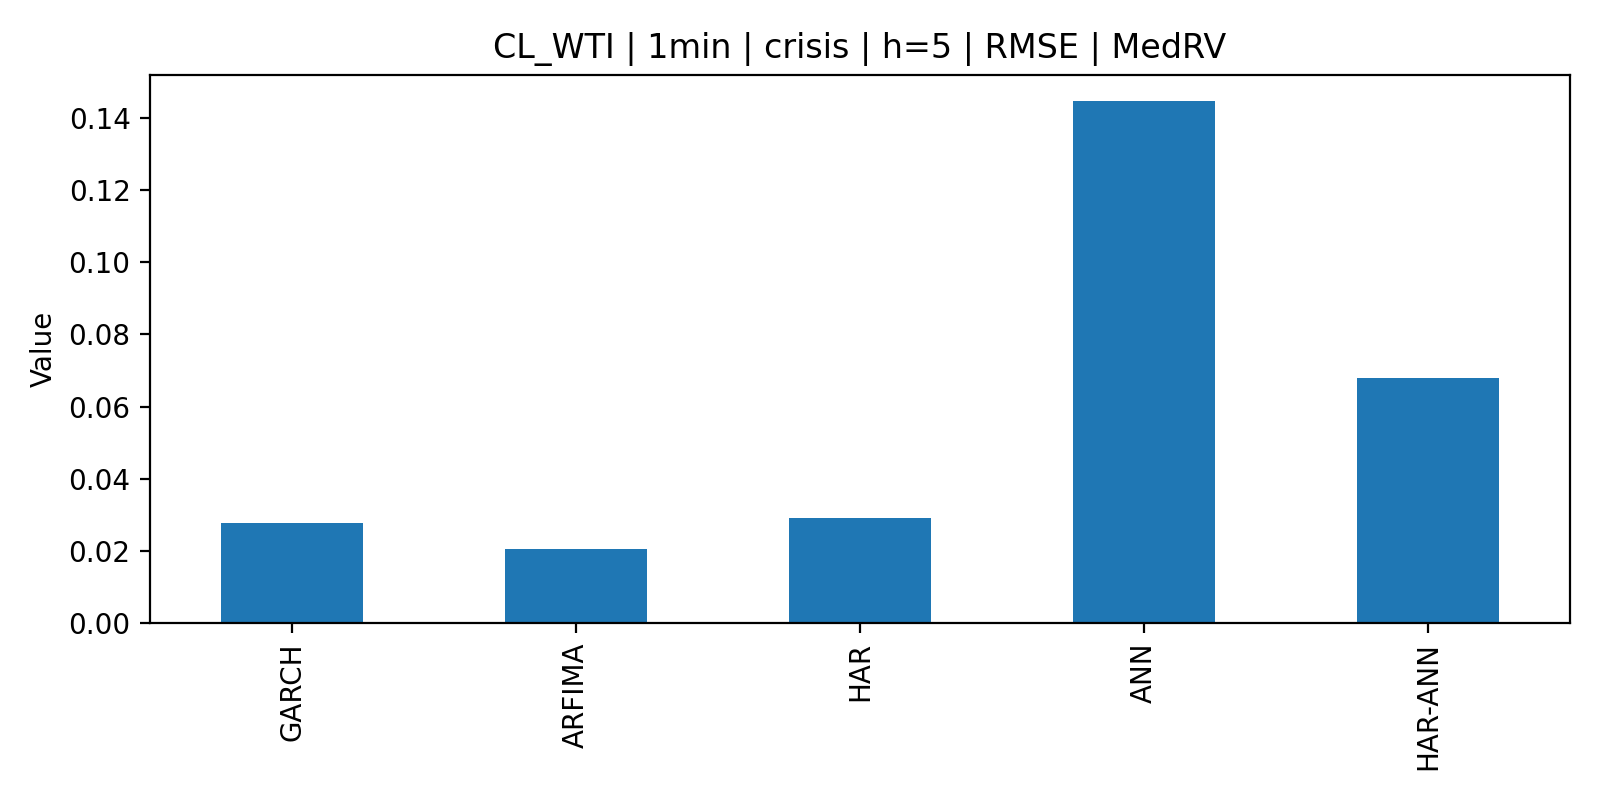 CL_WTI | 1min | crisis | h=5 | RMSE | MedRV
Value
0.14
0.12
0.10
0.08
0.06
0.04
0.02
0.00
GARCH
ARFIMA
HAR
ANN
HAR-ANN